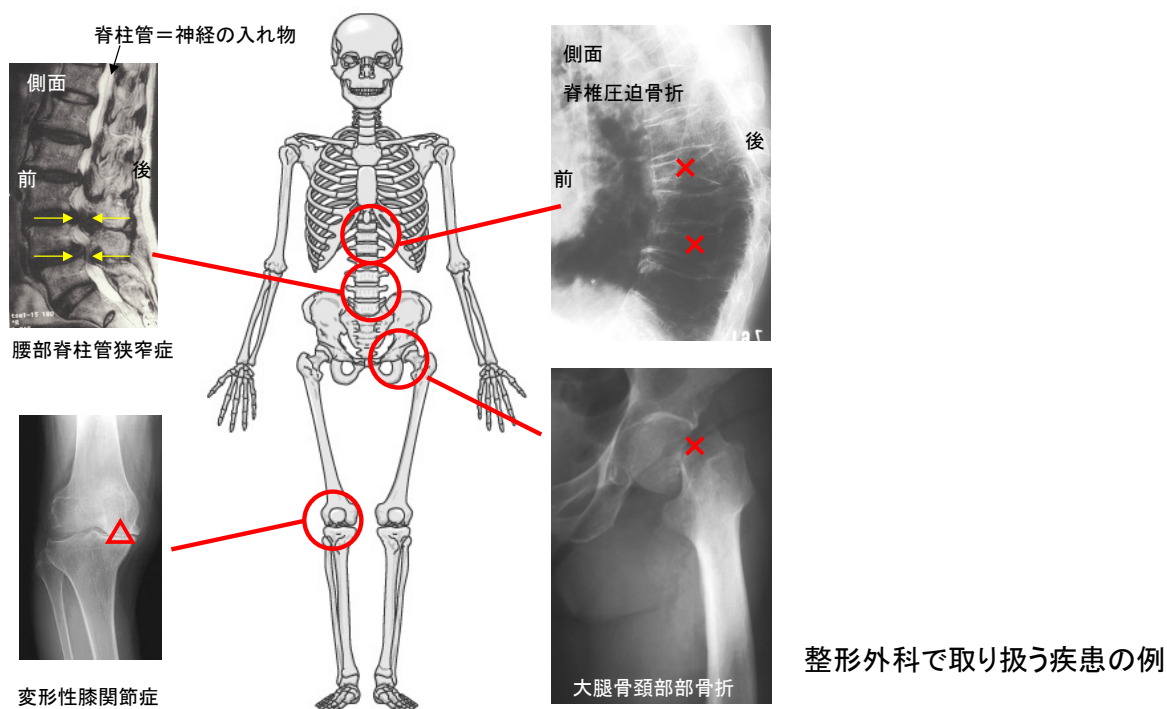 脊柱管＝神経の入れ物
側面
前
後
腰部脊柱管狭窄症
側面
脊椎圧迫骨折
前
後
変形性膝関節症
大腿骨頚部部骨折
整形外科で取り扱う疾患の例